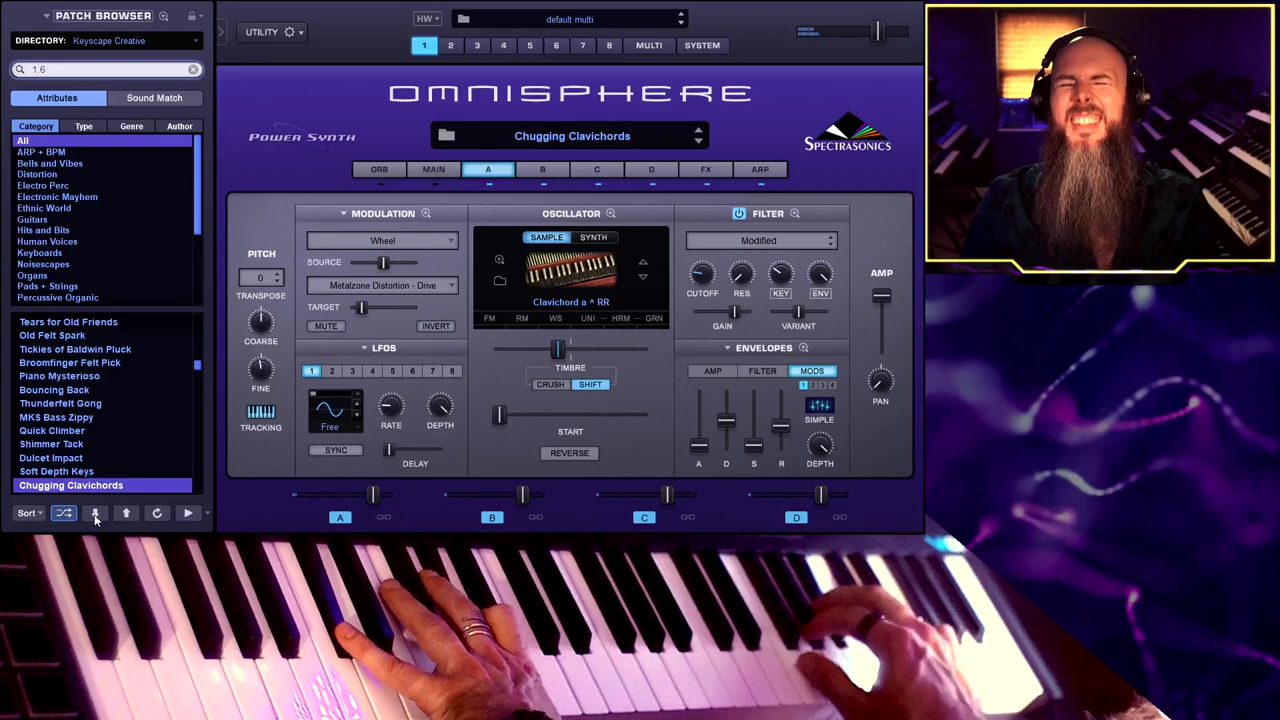 PATCH BROWSER
DIRECTORY: Keyscape Creative
1.6
Attributes Sound Match
Category Type Genre Author
All
ARP + BPM
Bells and Vibes
Distortion
Electro Perc
Electronic Mayhem
Ethnic World
Guitars
Hits and Bits
Human Voices
Keyboards
Noisescapes
Organs
Pads + Strings
Percussive Organic
Tears for Old Friends
Old Felt Spark
Tickies of Baldwin Pluck
Broomfinger Felt Pick
Piano Mysterioso
Bouncing Back
Thunderfelt Gong
MKS Bass Zippy
Quick Climber
Shimmer Tack
Dulcet Impact
Soft Depth Keys
Chugging Clavichords
Sort
UTILITY
HW
default multi
1 2 3 4 5 6 7 8 MULTI SYSTEM
OMNISPHERE
POWER SYNTH
Chugging Clavichords
SPECTRASONICS
ORB MAIN A B C D FX ARP
PITCH
0
TRANSPOSE
COARSE
FINE
TRACKING
MODULATION
Wheel
SOURCE
Metalzone Distortion - Drive
TARGET
MUTE INVERT
LFOS
1 2 3 4 5 6 7 8
Free
RATE DEPTH
SYNC
DELAY
OSCILLATOR
SAMPLE SYNTH
Clavichord a ^ RR
FM RM WS UNI HRM GRN
TIMBRE
CRUSH SHIFT
START
REVERSE
FILTER
Modified
CUTOFF RES KEY ENV
GAIN VARIANT
ENVELOPES
AMP FILTER MODS
1 2 3 4
SIMPLE
A D S R DEPTH
AMP
PAN
A B C D